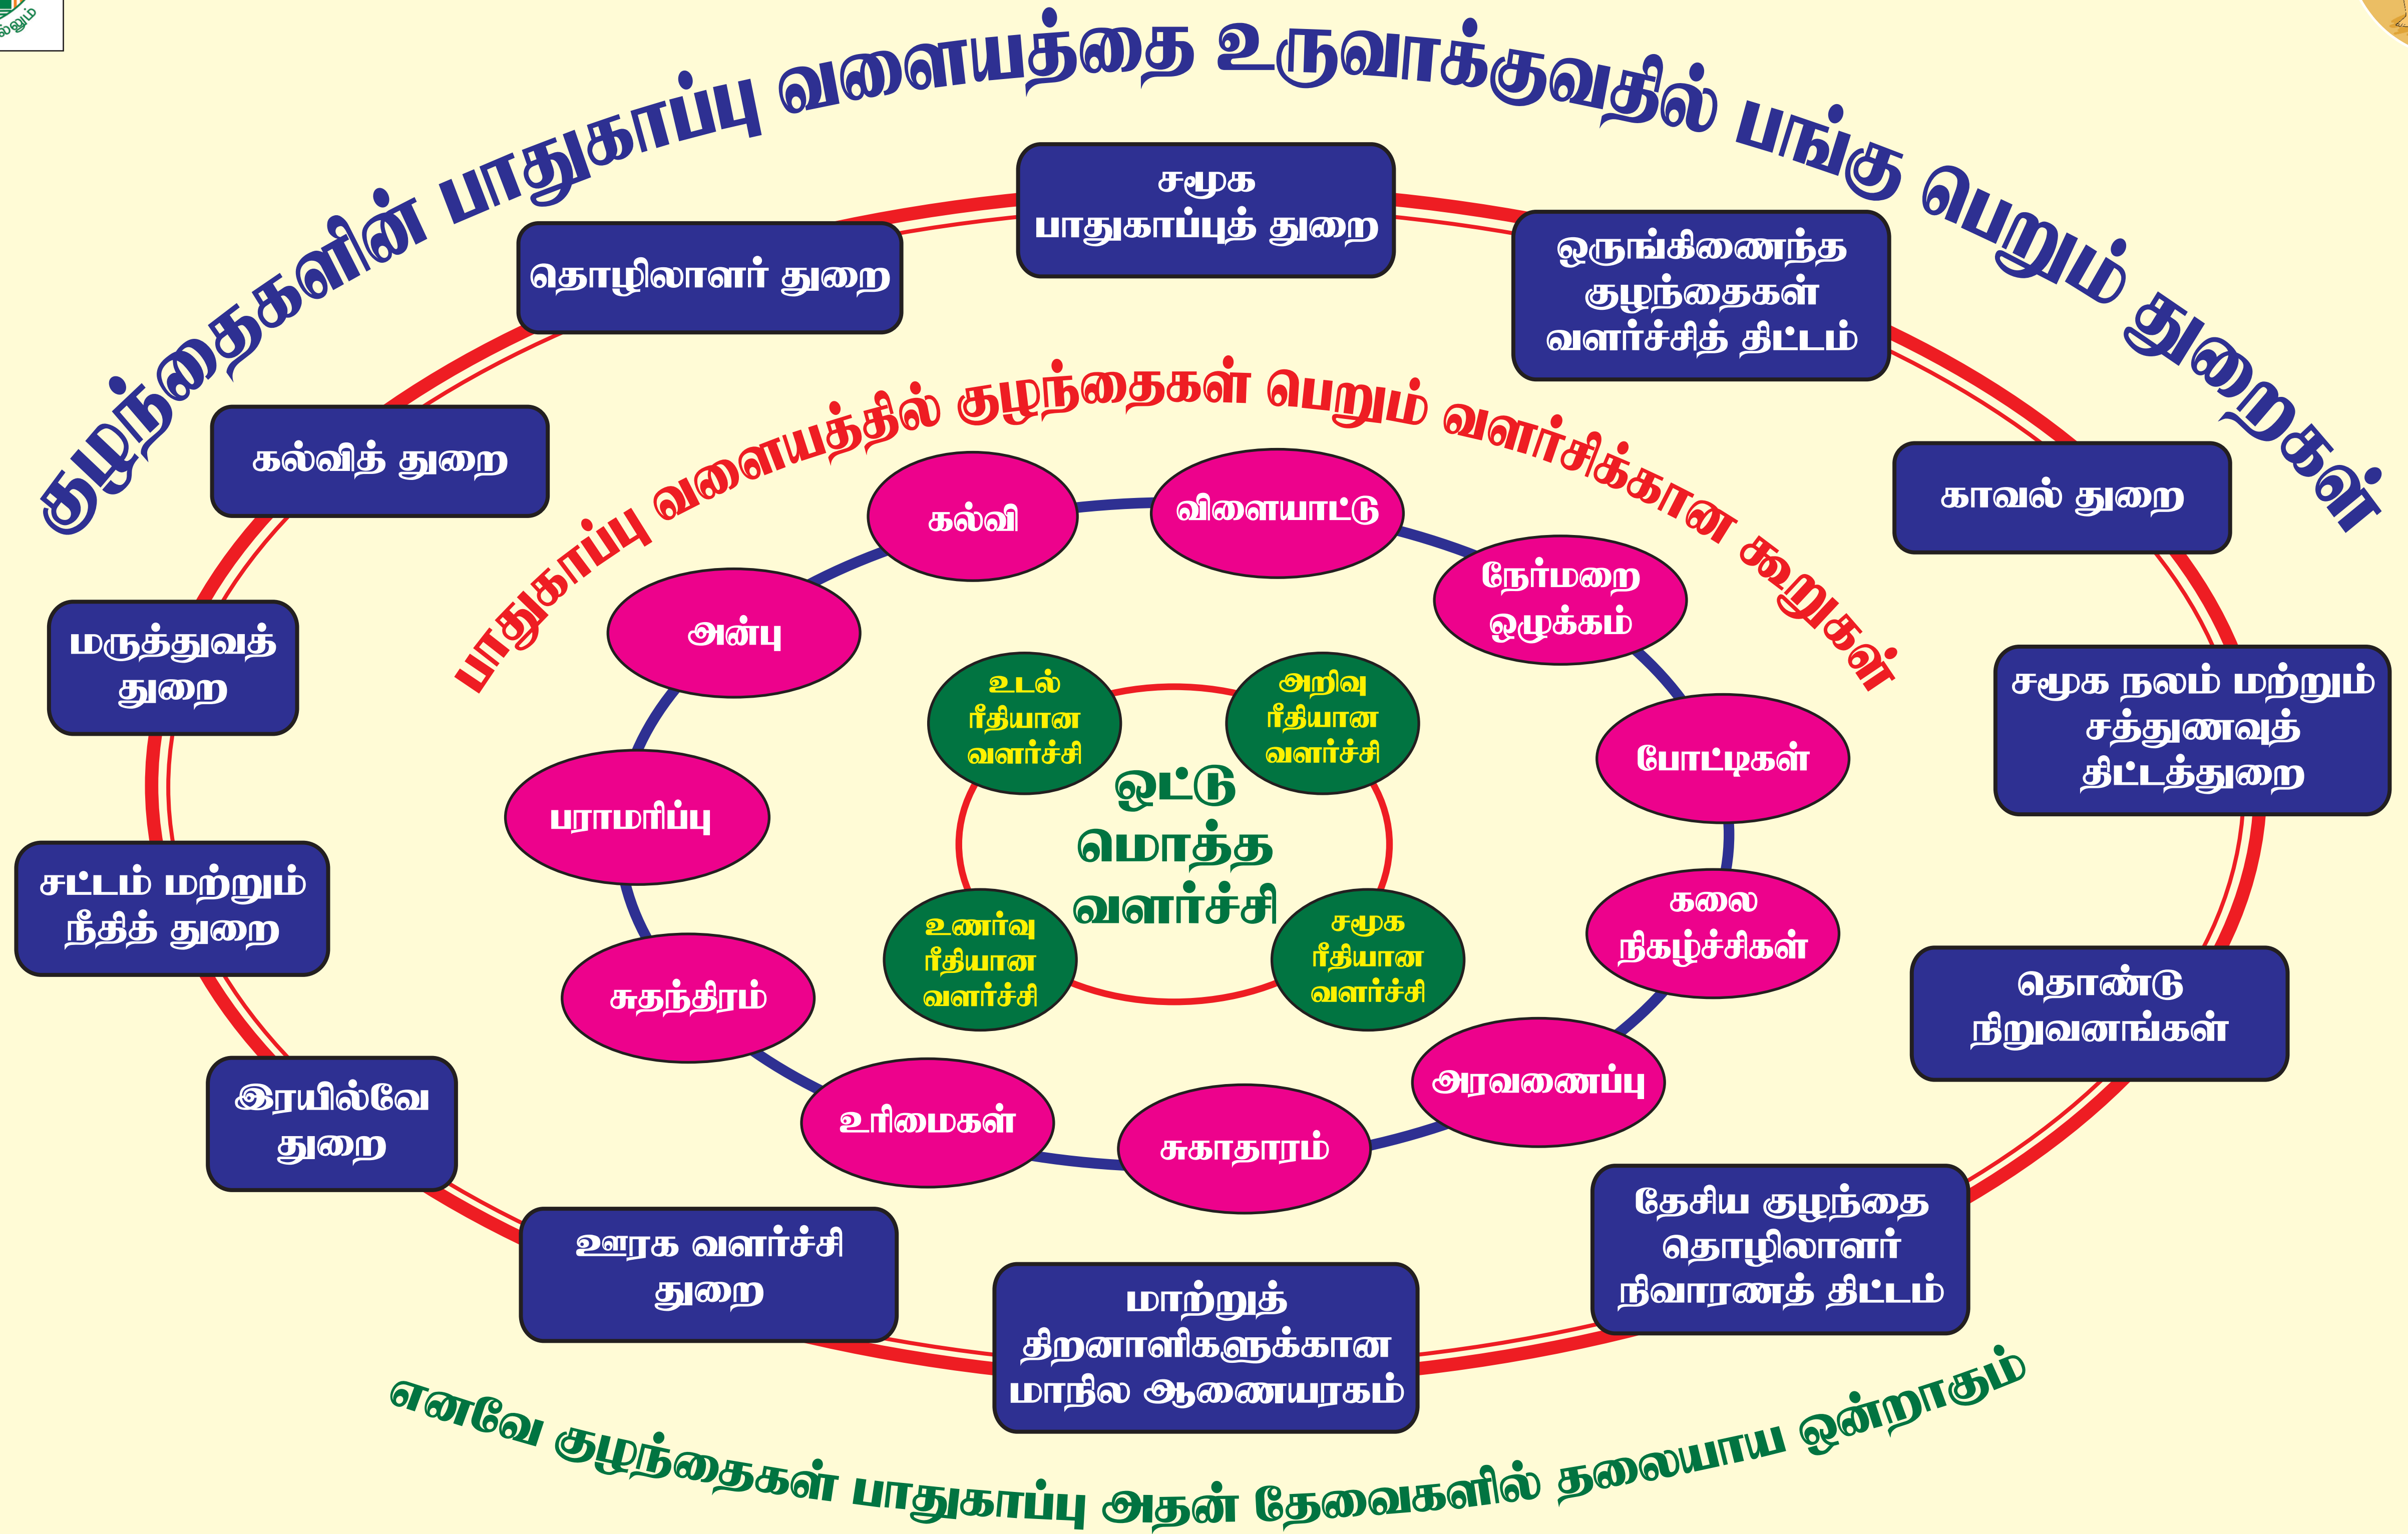 குழந்தைகளின் பாதுகாப்பு வளையத்தை உருவாக்குவதில் பங்கு பெறும் துறைகள்
சமூக
பாதுகாப்புத் துறை
ஒருங்கிணைந்த
குழந்தைகள்
வளர்ச்சித் திட்டம்
காவல் துறை
சமூக நலம் மற்றும்
சத்துணவுத்
திட்டத்துறை
தொண்டு
நிறுவனங்கள்
தேசிய குழந்தை
தொழிலாளர்
நிவாரணத் திட்டம்
மாற்றுத்
திறனாளிகளுக்கான
மாநில ஆணையரகம்
ஊரக வளர்ச்சி
துறை
இரயில்வே
துறை
சட்டம் மற்றும்
நீதித் துறை
மருத்துவத்
துறை
கல்வித் துறை
தொழிலாளர் துறை
பாதுகாப்பு வளையத்தில் குழந்தைகள் பெறும் வளர்சிக்கான கூறுகள்
கல்வி
விளையாட்டு
நேர்மறை
ஒழுக்கம்
போட்டிகள்
கலை
நிகழ்ச்சிகள்
அரவணைப்பு
சுகாதாரம்
உரிமைகள்
சுதந்திரம்
பராமரிப்பு
அன்பு
உடல்
ரீதியான
வளர்ச்சி
அறிவு
ரீதியான
வளர்ச்சி
ஒட்டு
மொத்த
வளர்ச்சி
உணர்வு
ரீதியான
வளர்ச்சி
சமூக
ரீதியான
வளர்ச்சி
எனவே குழந்தைகள் பாதுகாப்பு அதன் தேவைகளில் தலையாய ஒன்றாகும்